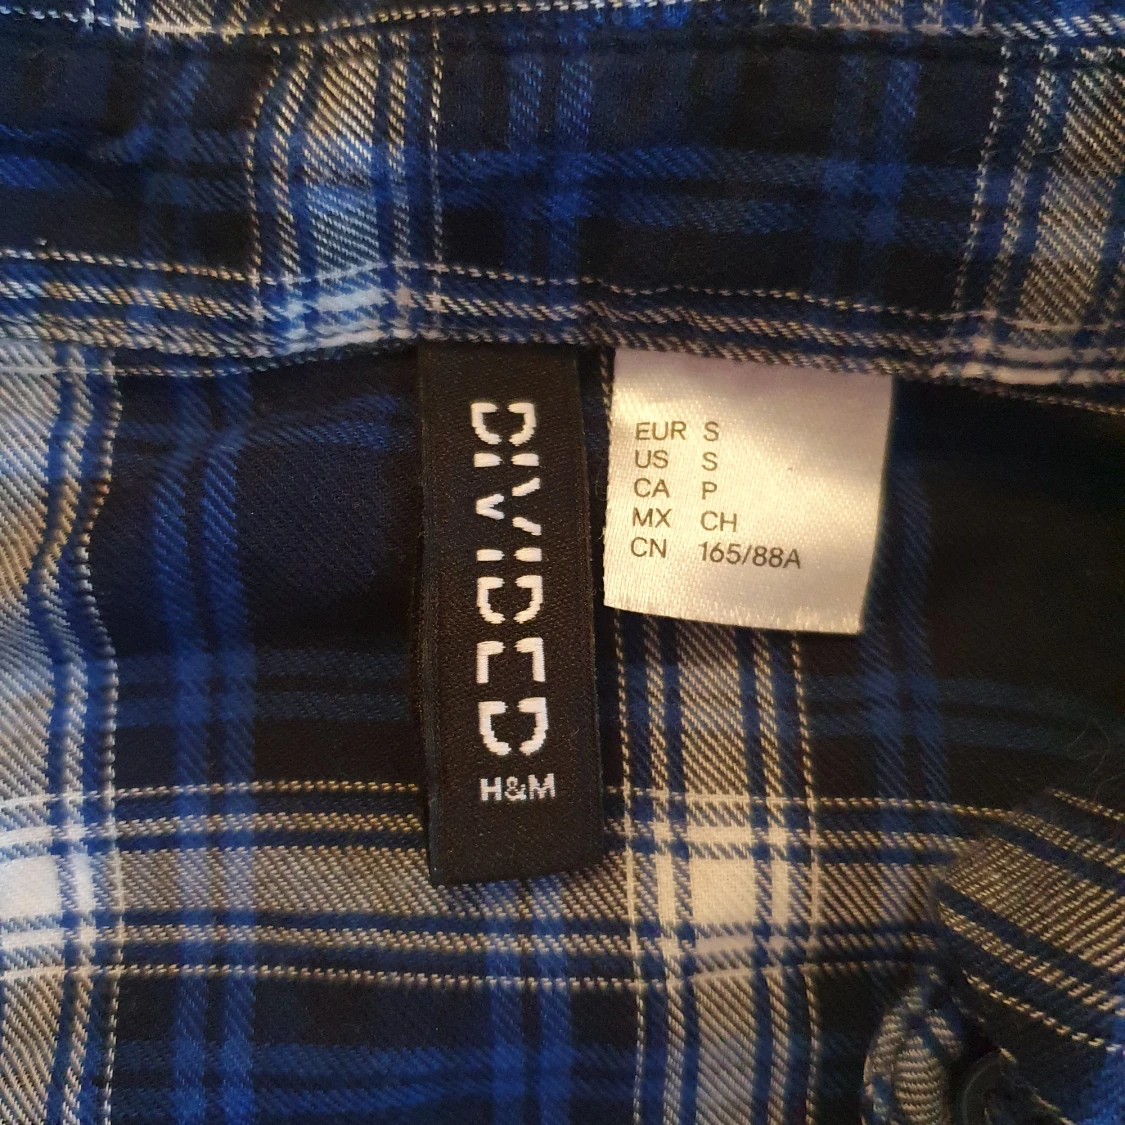 DIVIDED
H&M
EUR S
US S
CA P
MX CH
CN 165/88A